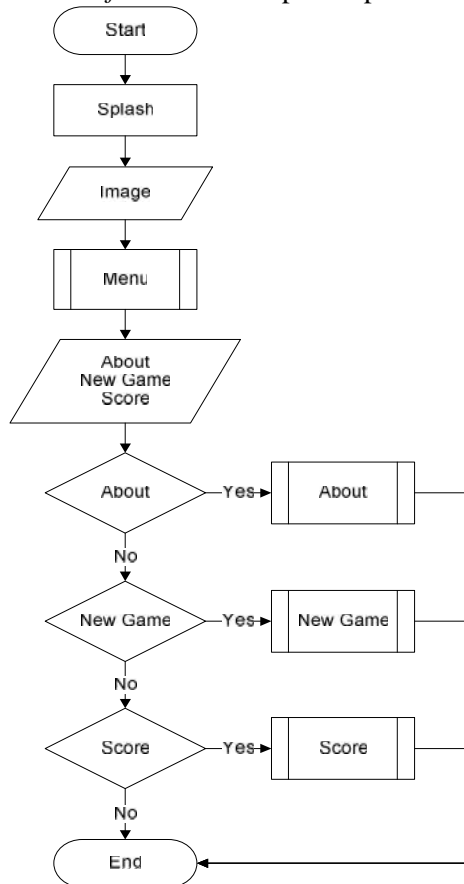 Start
Splash
Image
Menu
About
New Game
Score
About
Yes
About
No
New Game
Yes
New Game
No
Score
Yes
Score
No
End